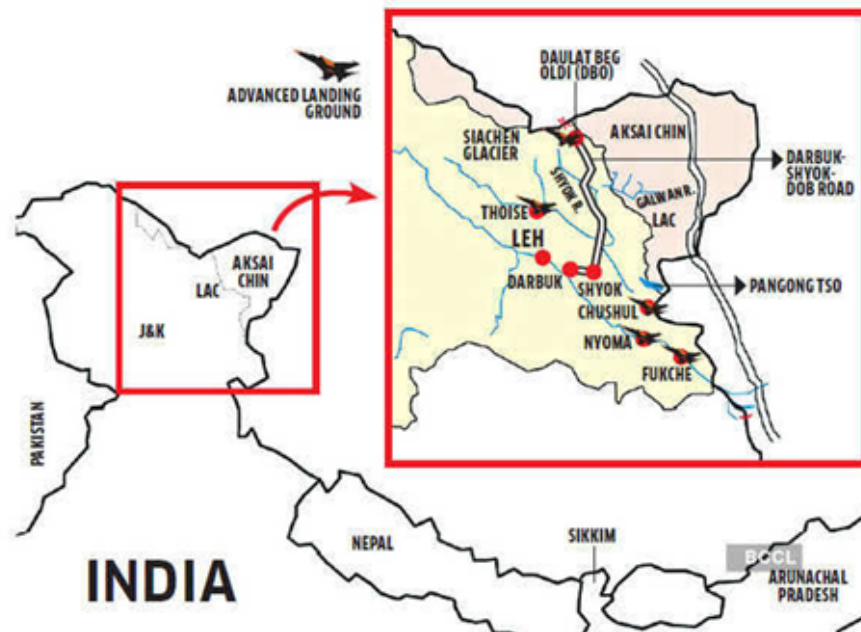 ADVANCED LANDING
GROUND
DAULAT BEG
OLDI (DBO)
SIACHEN
GLACIER
AKSAI CHIN
DARBUK-
SHYOK-
DOB ROAD
SHYOK R.
GALWAN R.
LAC
THOISE
LEH
DARBUK
SHYOK
PANGONG TSO
CHUSHUL
NYOMA
FUKCHE
AKSAI
CHIN
LAC
J&K
PAKISTAN
NEPAL
SIKKIM
BCCL
ARUNACHAL
PRADESH
INDIA